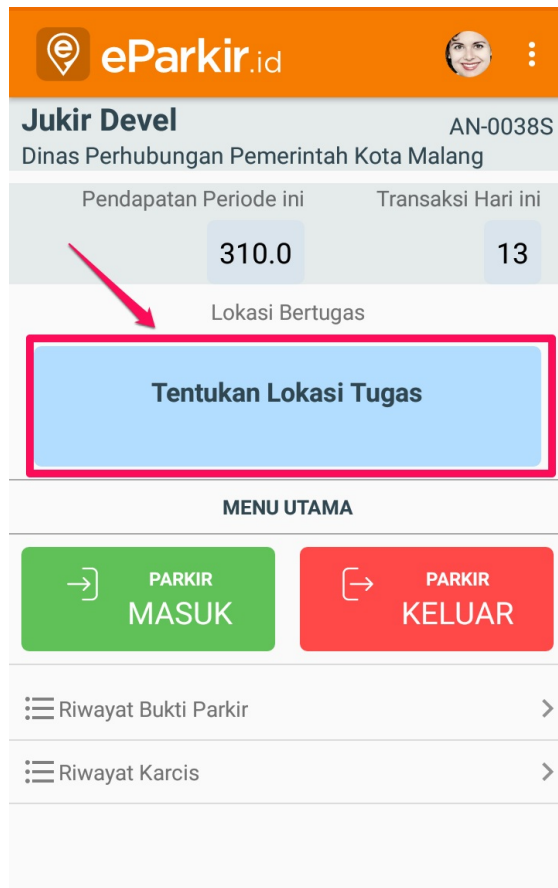 eParkir.id
Jukir Devel AN-0038S
Dinas Perhubungan Pemerintah Kota Malang
Pendapatan Periode ini Transaksi Hari ini
310.0 13
Lokasi Bertugas
Tentukan Lokasi Tugas
MENU UTAMA
PARKIR PARKIR
MASUK KELUAR
Riwayat Bukti Parkir
Riwayat Karcis